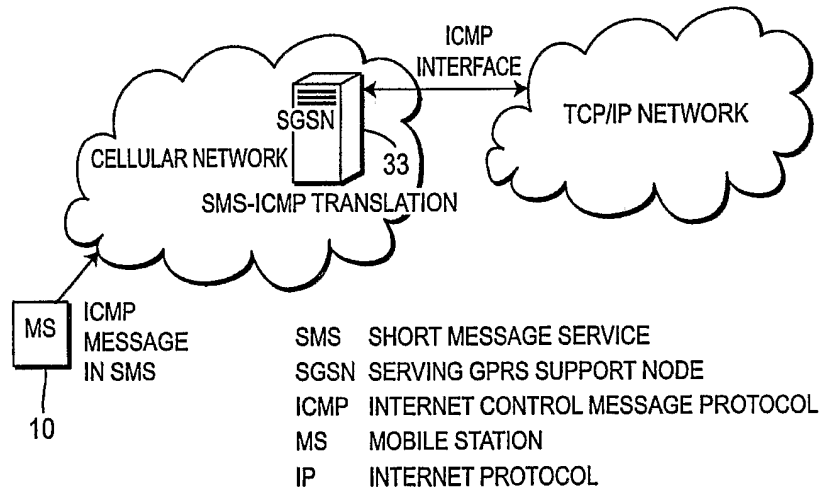 ICMP
INTERFACE
SGSN
TCP/IP NETWORK
CELLULAR NETWORK
33
SMS-ICMP TRANSLATION
MS
ICMP
MESSAGE
IN SMS
10
SMS SHORT MESSAGE SERVICE
SGSN SERVING GPRS SUPPORT NODE
ICMP INTERNET CONTROL MESSAGE PROTOCOL
MS MOBILE STATION
IP INTERNET PROTOCOL